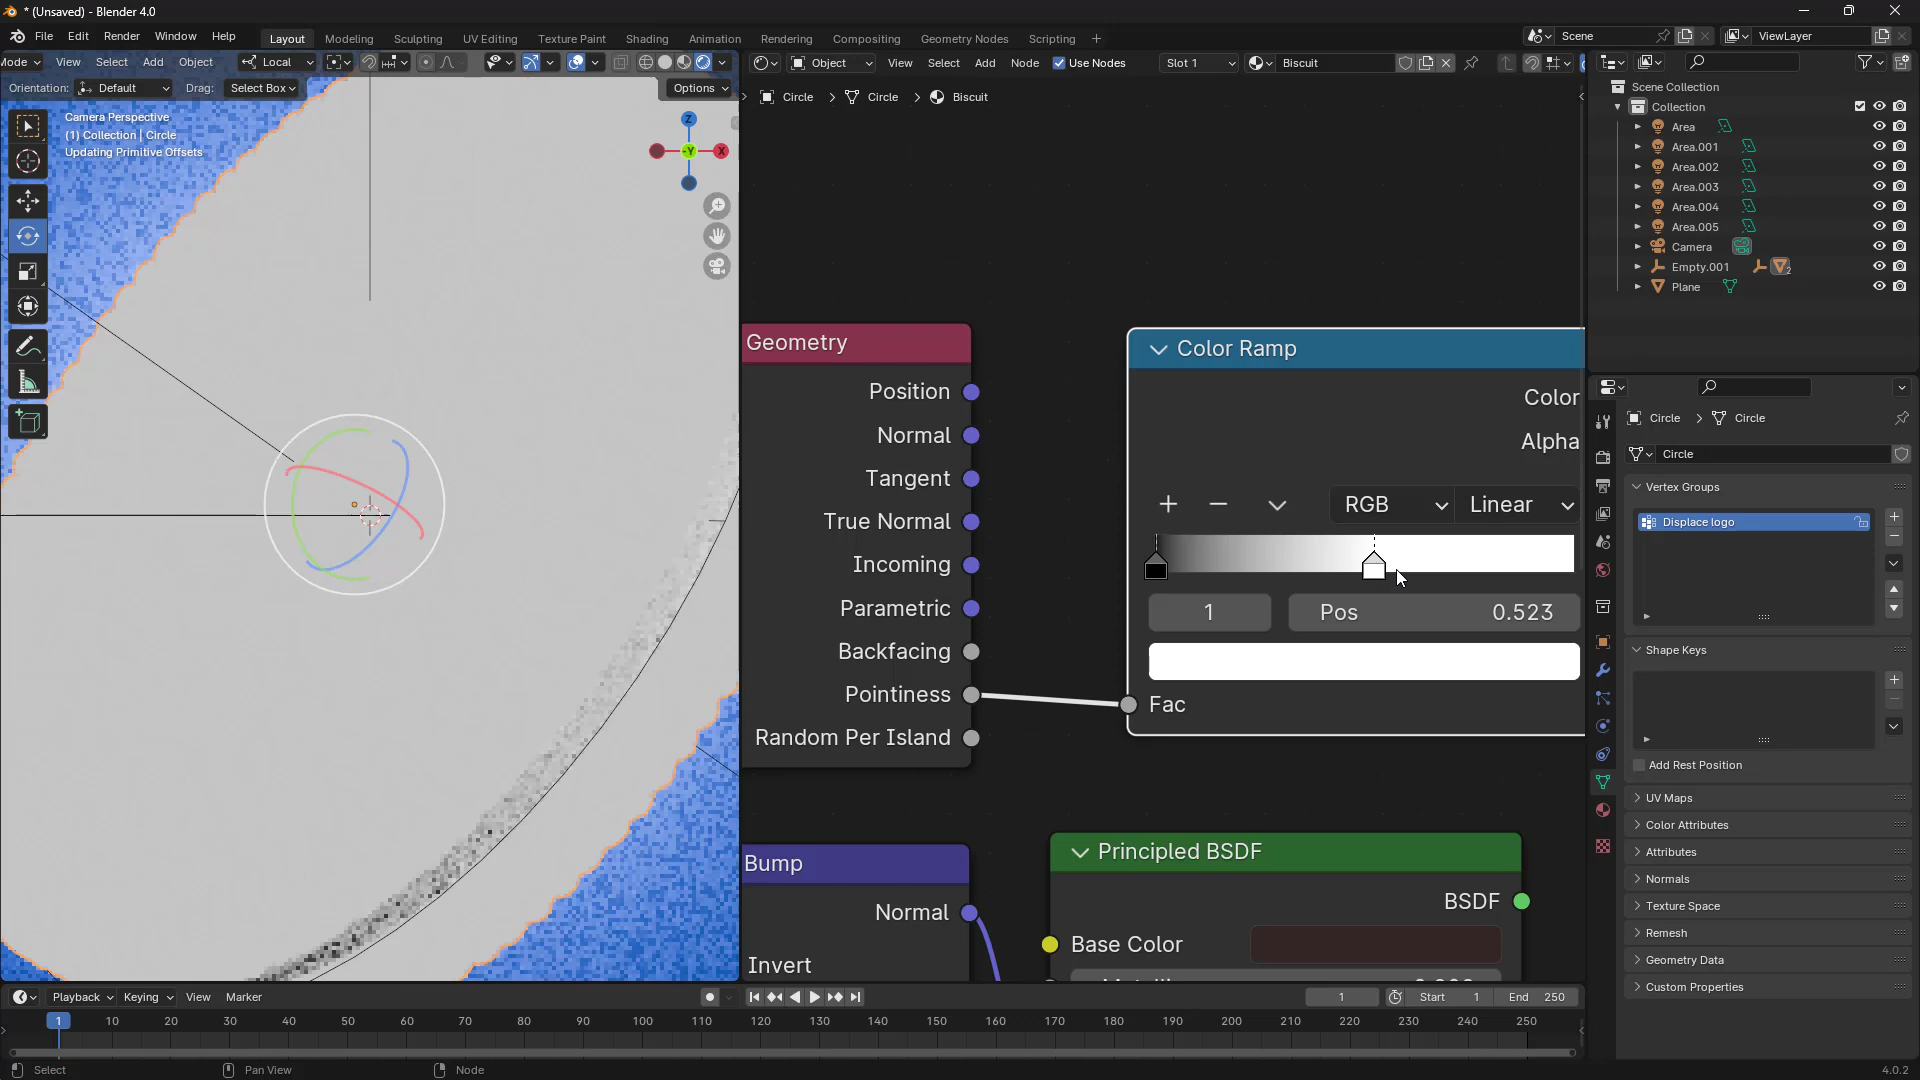 * (Unsaved) - Blender 4.0
File Edit Render Window Help
Layout Modeling Sculpting UV Editing Texture Paint Shading Animation Rendering Compositing Geometry Nodes Scripting
Scene
ViewLayer
Mode View Select Add Object Local
Object View Select Add Node Use Nodes Slot 1 Biscuit
Orientation: Default Drag: Select Box Options
Circle Circle Biscuit
Camera Perspective
(1) Collection | Circle
Updating Primitive Offsets
Z
-Y
X
Geometry
Position
Normal
Tangent
True Normal
Incoming
Parametric
Backfacing
Pointiness
Random Per Island
Color Ramp
Color
Alpha
RGB Linear
1 Pos 0.523
Fac
Bump
Normal
Invert
Principled BSDF
BSDF
Base Color
Scene Collection
Collection
Area
Area.001
Area.002
Area.003
Area.004
Area.005
Camera
Empty.001 2
Plane
Circle Circle
Circle
Vertex Groups
Displace logo
Shape Keys
Add Rest Position
UV Maps
Color Attributes
Attributes
Normals
Texture Space
Remesh
Geometry Data
Custom Properties
Playback Keying View Marker
1 Start 1 End 250
1 10 20 30 40 50 60 70 80 90 100 110 120 130 140 150 160 170 180 190 200 210 220 230 240 250
Select Pan View Node 4.0.2